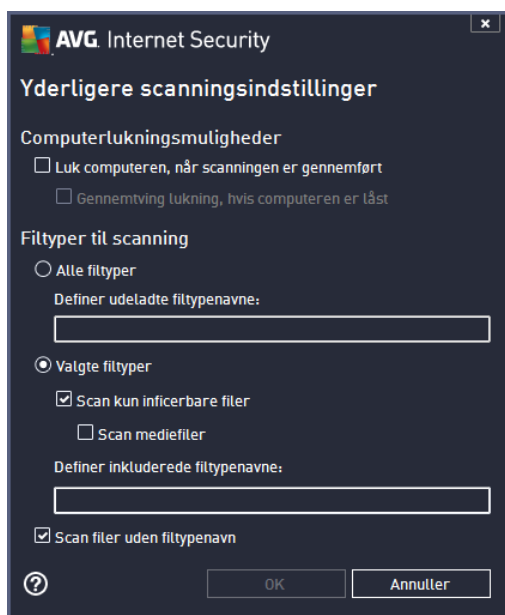 AVG. Internet Security
Yderligere scanningsindstillinger
Computerlukningsmuligheder
Luk computeren, når scanningen er gennemført
Gennemtving lukning, hvis computeren er låst
Filtyper til scanning
Alle filtyper
Definer udeladte filtypenavne:
Valgte filtyper
Scan kun inficerbare filer
Scan mediefiler
Definer inkluderede filtypenavne:
Scan filer uden filtypenavn
OK
Annuller